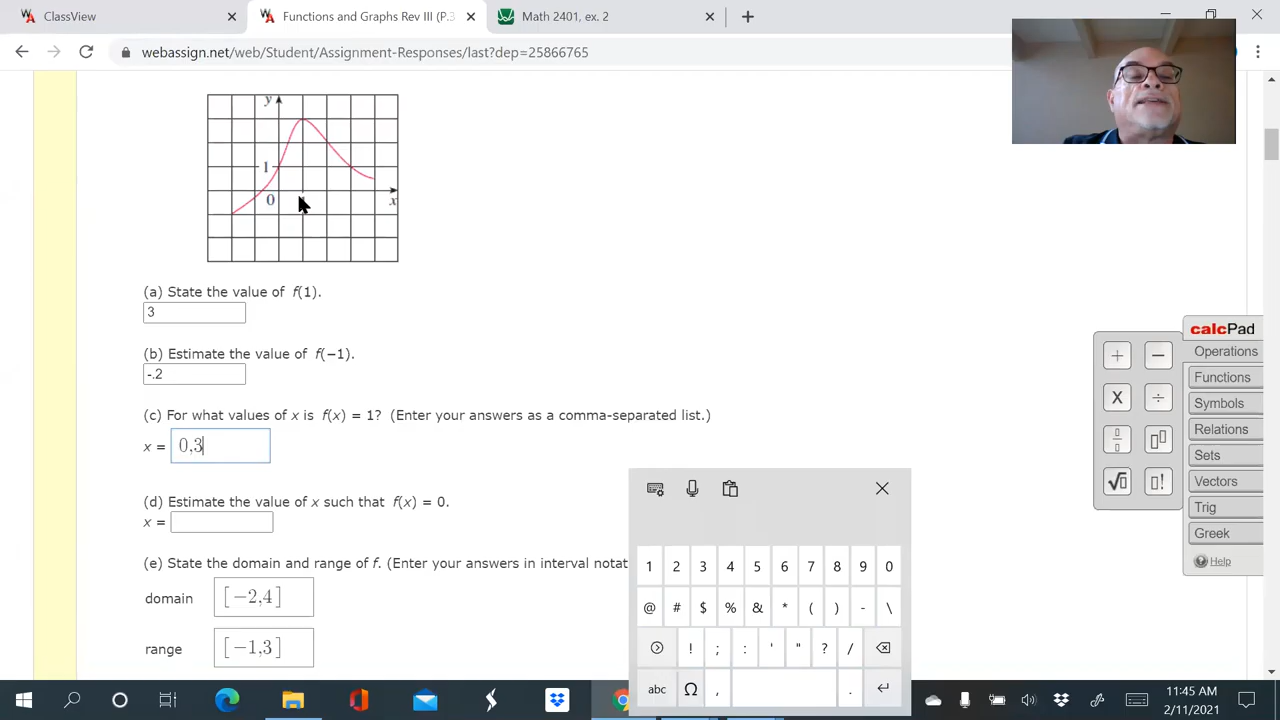 ClassView
Functions and Graphs Rev III (P.3
Math 2401, ex. 2
webassign.net/web/Student/Assignment-Responses/last?dep=25866765
y
1
0
x
(a) State the value of f(1).
3
(b) Estimate the value of f(−1).
-.2
(c) For what values of x is f(x) = 1? (Enter your answers as a comma-separated list.)
x = 0,3
(d) Estimate the value of x such that f(x) = 0.
x =
(e) State the domain and range of f. (Enter your answers in interval notat
domain [ −2,4 ]
range [ −1,3 ]
calcPad
Operations
Functions
Symbols
Relations
Sets
Vectors
Trig
Greek
Help
+ −
X ÷
√
!
1 2 3 4 5 6 7 8 9 0
@ # $ % & * ( ) - \
! ; : ' " ? /
abc Ω , .
11:45 AM
2/11/2021